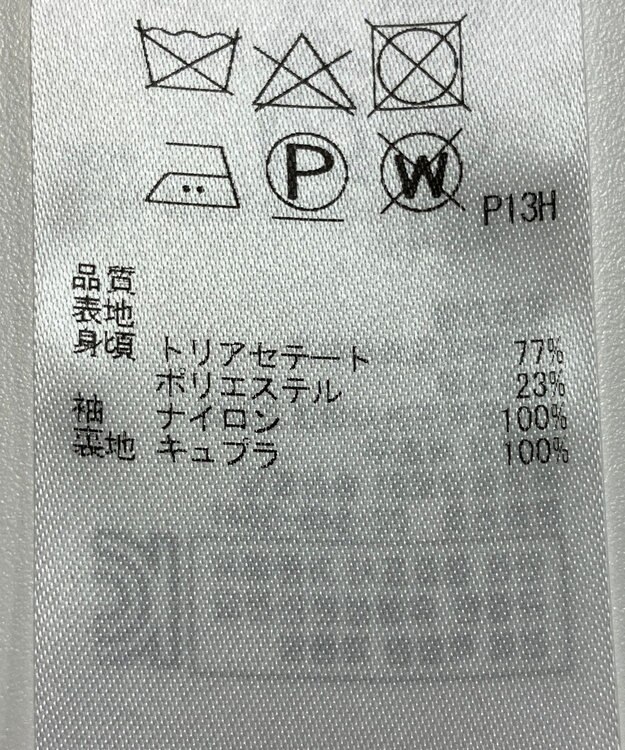 P W P13H
品質
表地
身頃 トリアセテート 77%
ポリエステル 23%
袖 ナイロン 100%
裏地 キュプラ 100%